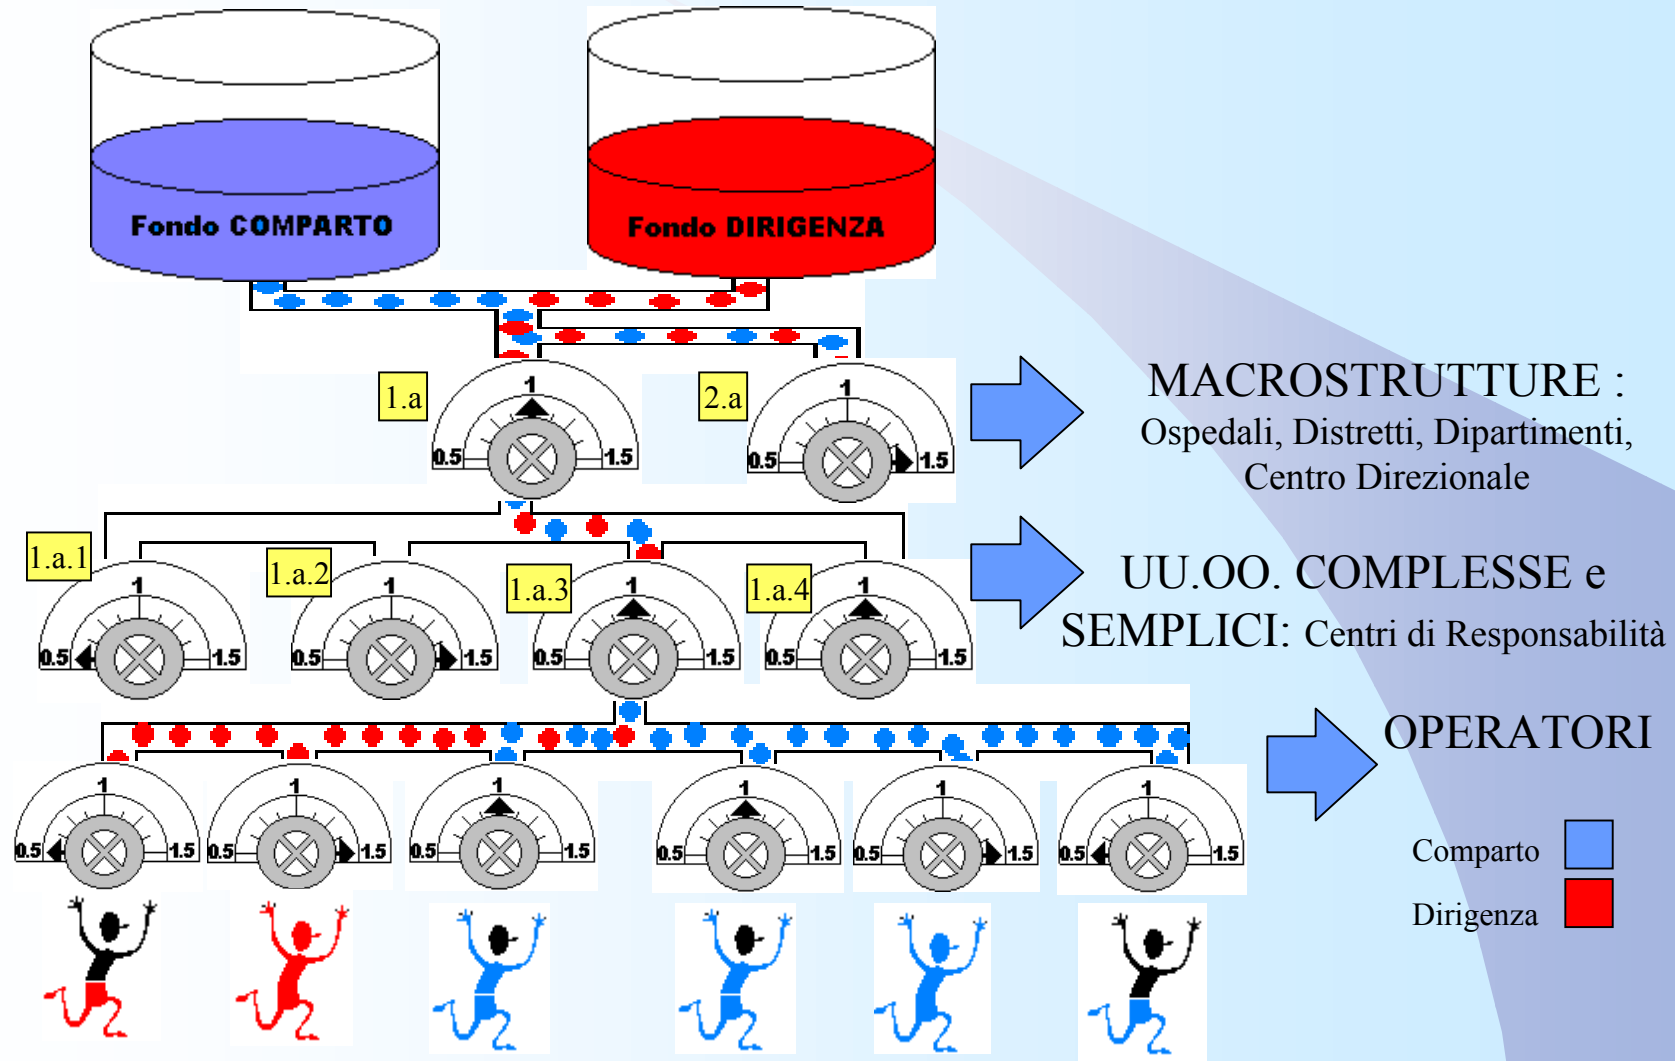 Fondo COMPARTO
Fondo DIRIGENZA
1.a
1
0.5
1.5
2.a
1
0.5
1.5
MACROSTRUTTURE :
Ospedali, Distretti, Dipartimenti,
Centro Direzionale
1.a.1
1
0.5
1.5
1.a.2
1
0.5
1.5
1.a.3
1
0.5
1.5
1.a.4
1
0.5
1.5
UU.OO. COMPLESSE e
SEMPLICI: Centri di Responsabilità
1
0.5
1.5
1
0.5
1.5
1
0.5
1.5
1
0.5
1.5
1
0.5
1.5
1
0.5
1.5
OPERATORI
Comparto
Dirigenza